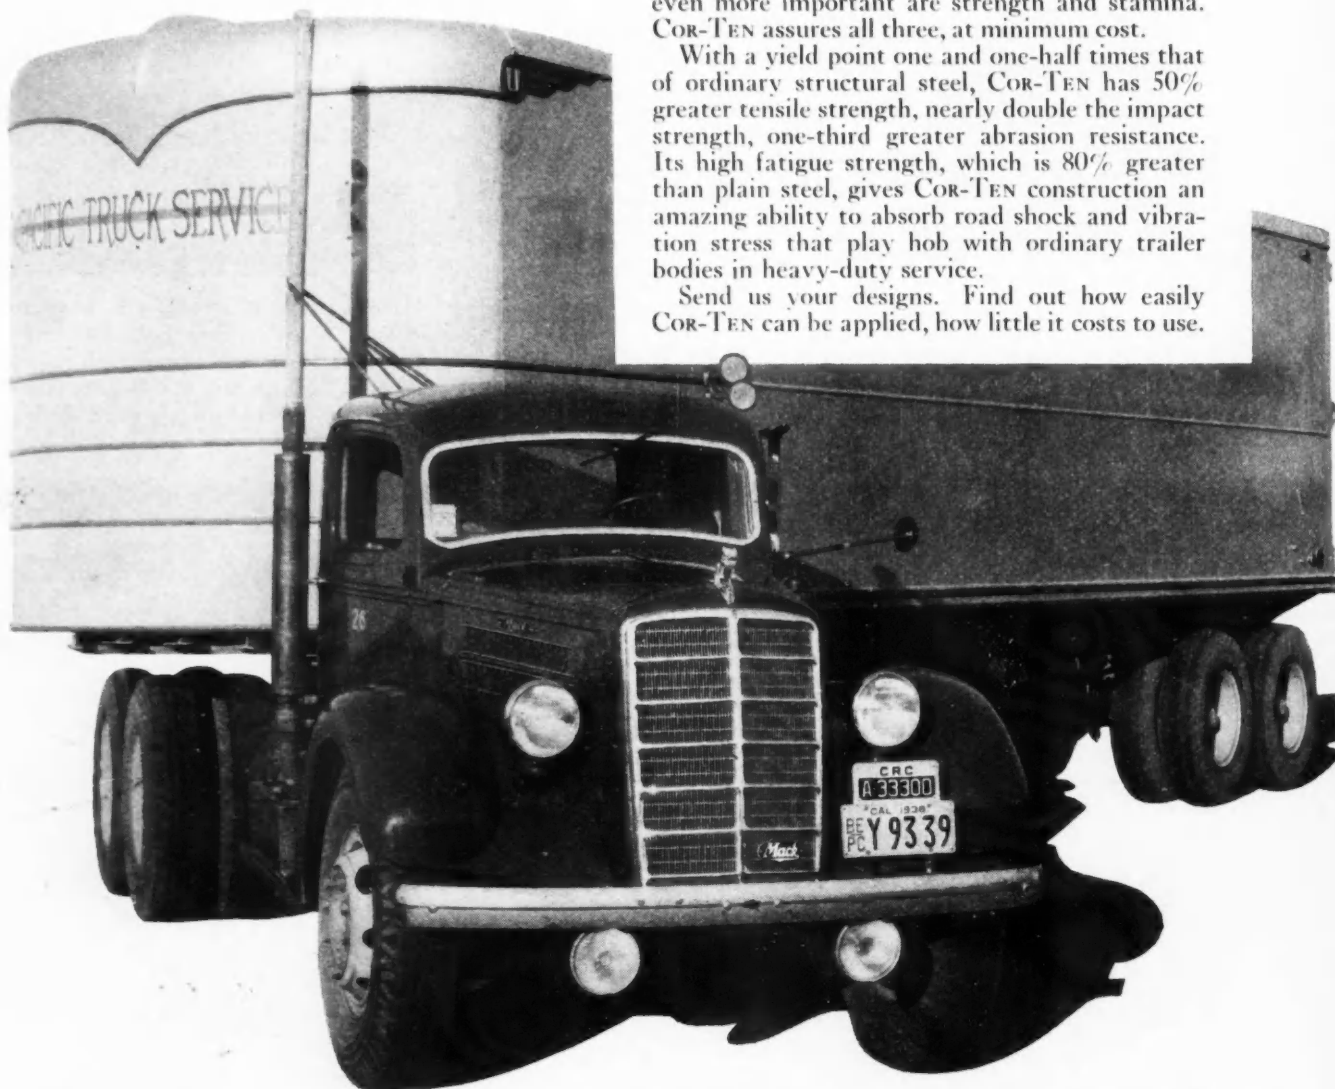 even more important are strength and stamina.
COR-TEN assures all three, at minimum cost.
With a yield point one and one-half times that
of ordinary structural steel, COR-TEN has 50%
greater tensile strength, nearly double the impact
strength, one-third greater abrasion resistance.
Its high fatigue strength, which is 80% greater
than plain steel, gives COR-TEN construction an
amazing ability to absorb road shock and vibra-
tion stress that play hob with ordinary trailer
bodies in heavy-duty service.
Send us your designs. Find out how easily
COR-TEN can be applied, how little it costs to use.
PACIFIC TRUCK SERVICE
26
CRC
A 33300
CAL 1938
BE
PC Y 93 39
Mack